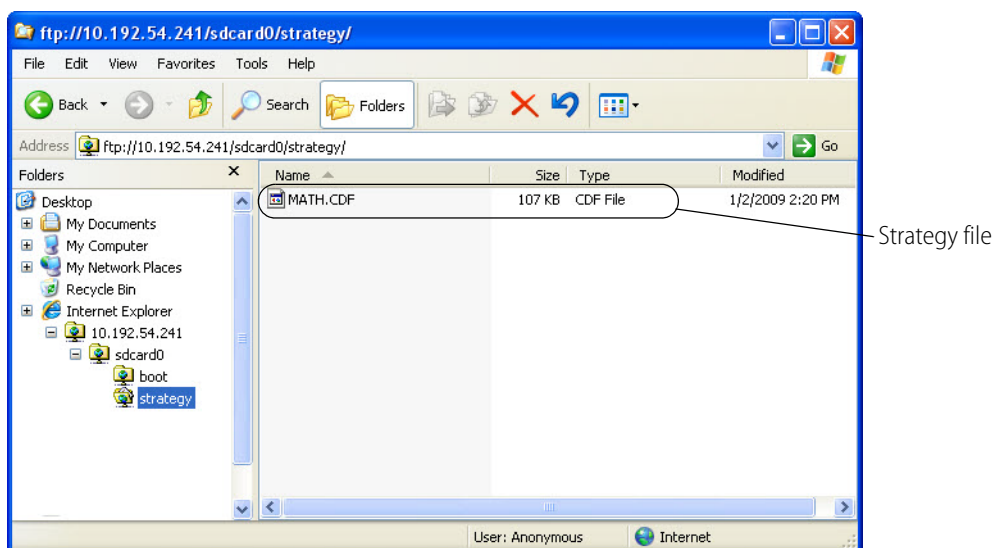 ftp://10.192.54.241/sdcard0/strategy/
File Edit View Favorites Tools Help
Back Search Folders
Address ftp://10.192.54.241/sdcard0/strategy/ Go
Folders x Name Size Type Modified
Desktop
MATH.CDF 107 KB CDF File 1/2/2009 2:20 PM
My Documents
My Computer
My Network Places
Recycle Bin
Internet Explorer
10.192.54.241
sdcard0
boot
strategy
Strategy file
User: Anonymous Internet